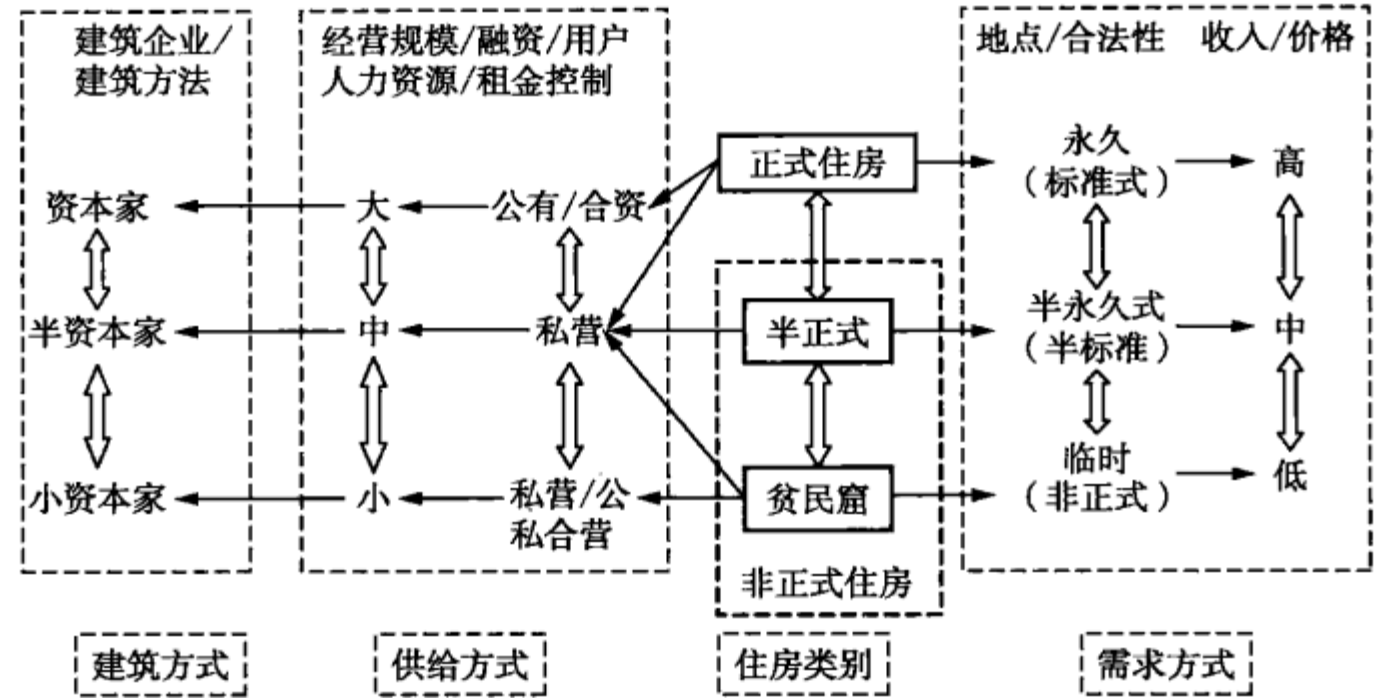 建筑企业/
建筑方法
经营规模/融资/用户
人力资源/租金控制
地点/合法性 收入/价格
资本家
大
公有/合资
正式住房
永久
(标准式)
高
半资本家
中
私营
半正式
半永久式
(半标准)
中
小资本家
小
私营/公
私合营
贫民窟
临时
(非正式)
低
非正式住房
建筑方式
供给方式
住房类别
需求方式